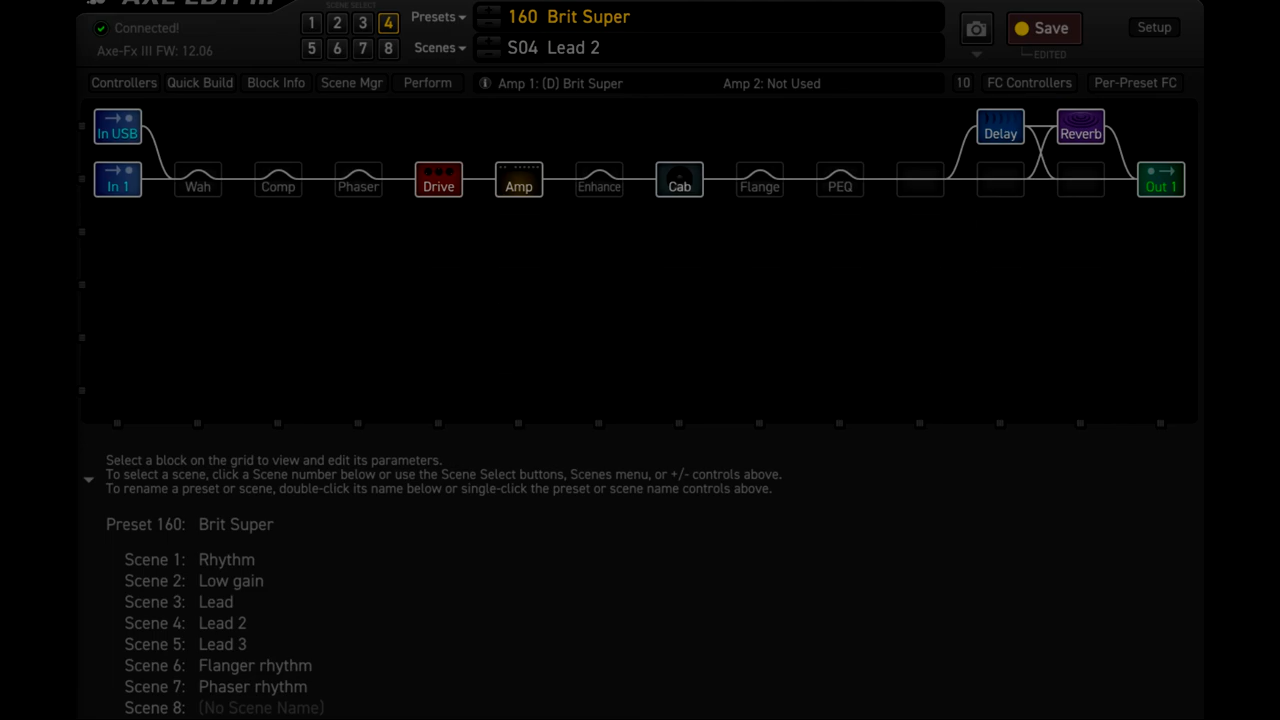 AXE EDIT III
SCENE SELECT
Connected!
Axe-Fx III FW: 12.06
1 2 3 4
5 6 7 8
Presets
Scenes
160 Brit Super
S04 Lead 2
Save
EDITED
Setup
Controllers Quick Build Block Info Scene Mgr Perform
Amp 1: (D) Brit Super
Amp 2: Not Used
10 FC Controllers Per-Preset FC
In USB Delay Reverb
In 1 Wah Comp Phaser Drive Amp Enhance Cab Flange PEQ Out 1
Select a block on the grid to view and edit its parameters.
To select a scene, click a Scene number below or use the Scene Select buttons, Scenes menu, or +/- controls above.
To rename a preset or scene, double-click its name below or single-click the preset or scene name controls above.
Preset 160: Brit Super
Scene 1: Rhythm
Scene 2: Low gain
Scene 3: Lead
Scene 4: Lead 2
Scene 5: Lead 3
Scene 6: Flanger rhythm
Scene 7: Phaser rhythm
Scene 8: (No Scene Name)